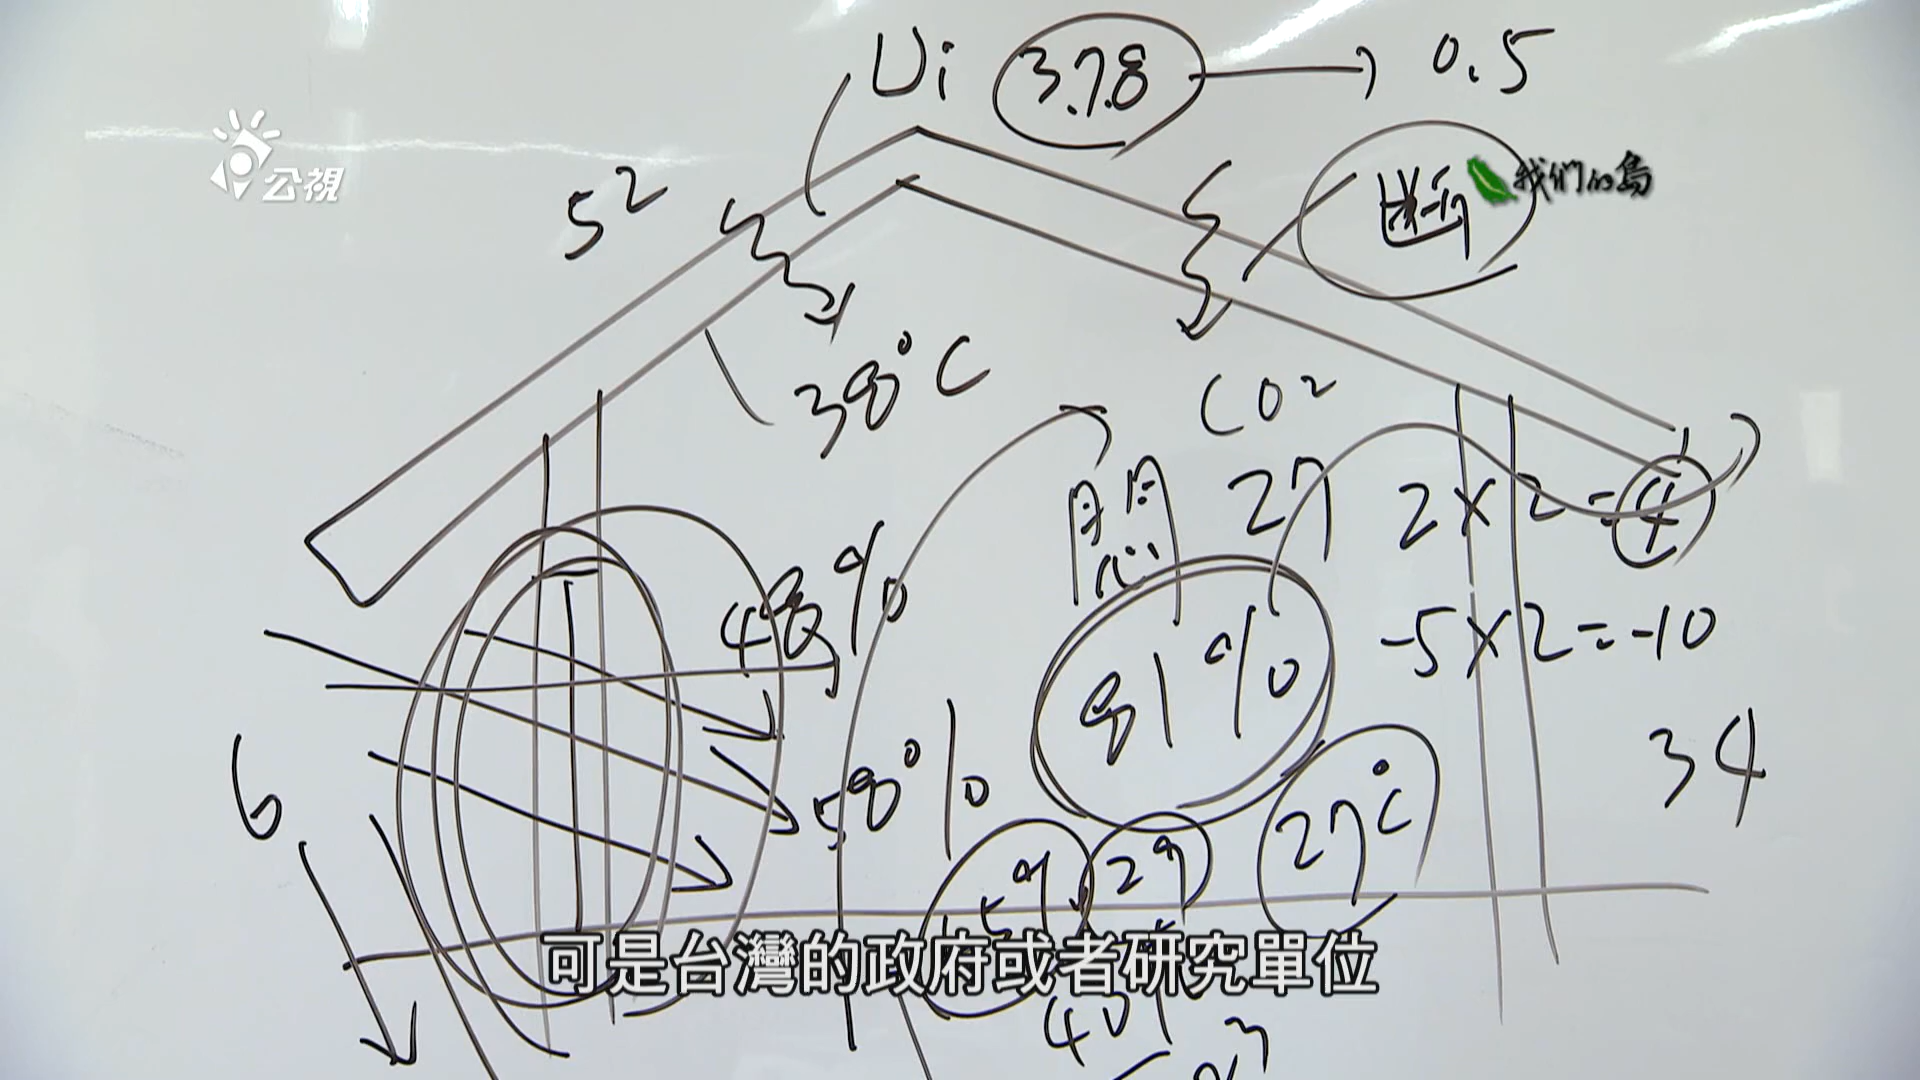 Ui 3.78 → 0.5
公視
我們的島
5²
断
38°C
CO2
悶 27
2×2=4
48%
-5×2=-10
81%
34
58%
6
27°C
29
可是台灣的政府或者研究單位
40%